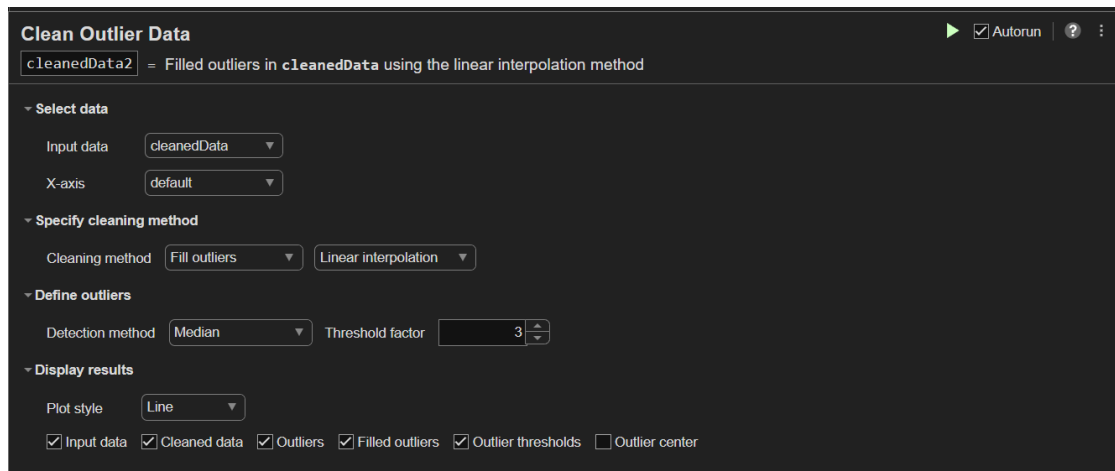 Clean Outlier Data
Autorun ?
cleanedData2 = Filled outliers in cleanedData using the linear interpolation method
Select data
Input data cleanedData
X-axis default
Specify cleaning method
Cleaning method Fill outliers Linear interpolation
Define outliers
Detection method Median Threshold factor 3
Display results
Plot style Line
Input data Cleaned data Outliers Filled outliers Outlier thresholds Outlier center